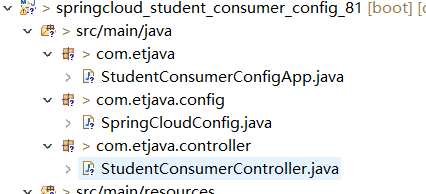 > springcloud_student_consumer_config_81 [boot]
> src/main/java
> com.etjava
> StudentConsumerConfigApp.java
> com.etjava.config
> SpringCloudConfig.java
> com.etjava.controller
> StudentConsumerController.java
> src/main/resources